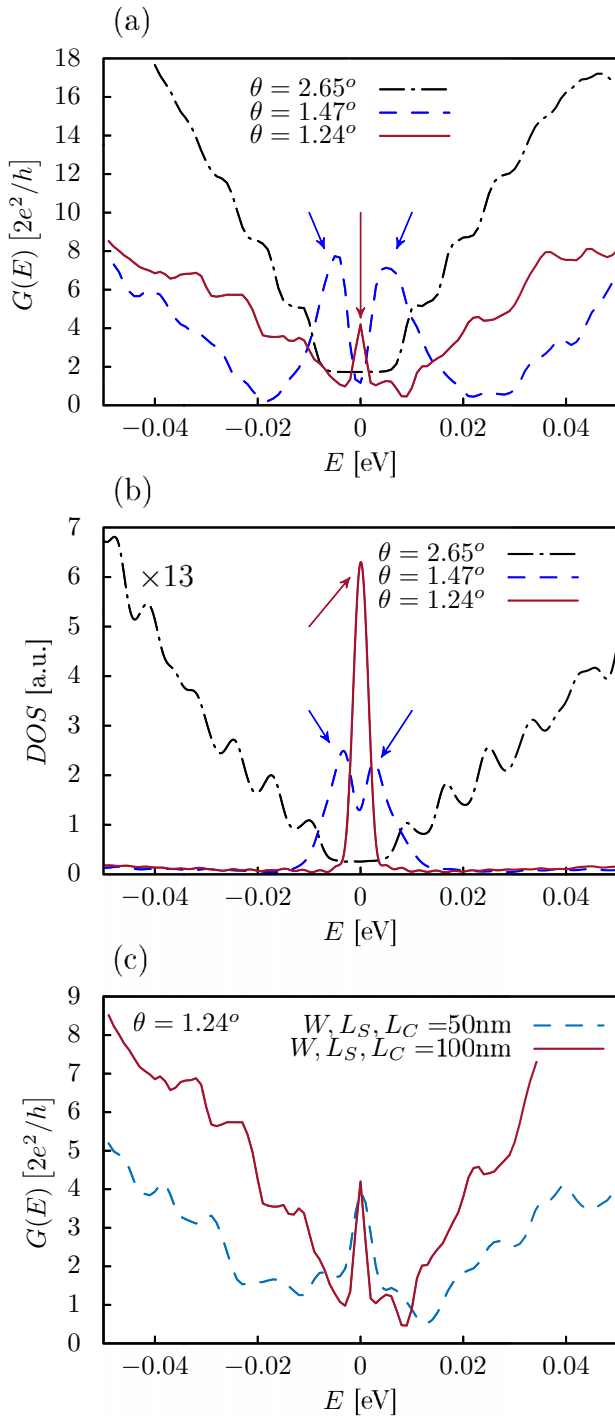 (a)
18
16
14
12
10
8
6
4
2
0
G(E) [2e²/h]
θ = 2.65°
θ = 1.47°
θ = 1.24°
−0.04 −0.02 0 0.02 0.04
E [eV]
(b)
7
6
5
4
3
2
1
0
DOS [a.u.]
×13
θ = 2.65°
θ = 1.47°
θ = 1.24°
−0.04 −0.02 0 0.02 0.04
E [eV]
(c)
9
8
7
6
5
4
3
2
1
0
G(E) [2e²/h]
θ = 1.24°
W, L_S, L_C =50nm
W, L_S, L_C =100nm
−0.04 −0.02 0 0.02 0.04
E [eV]